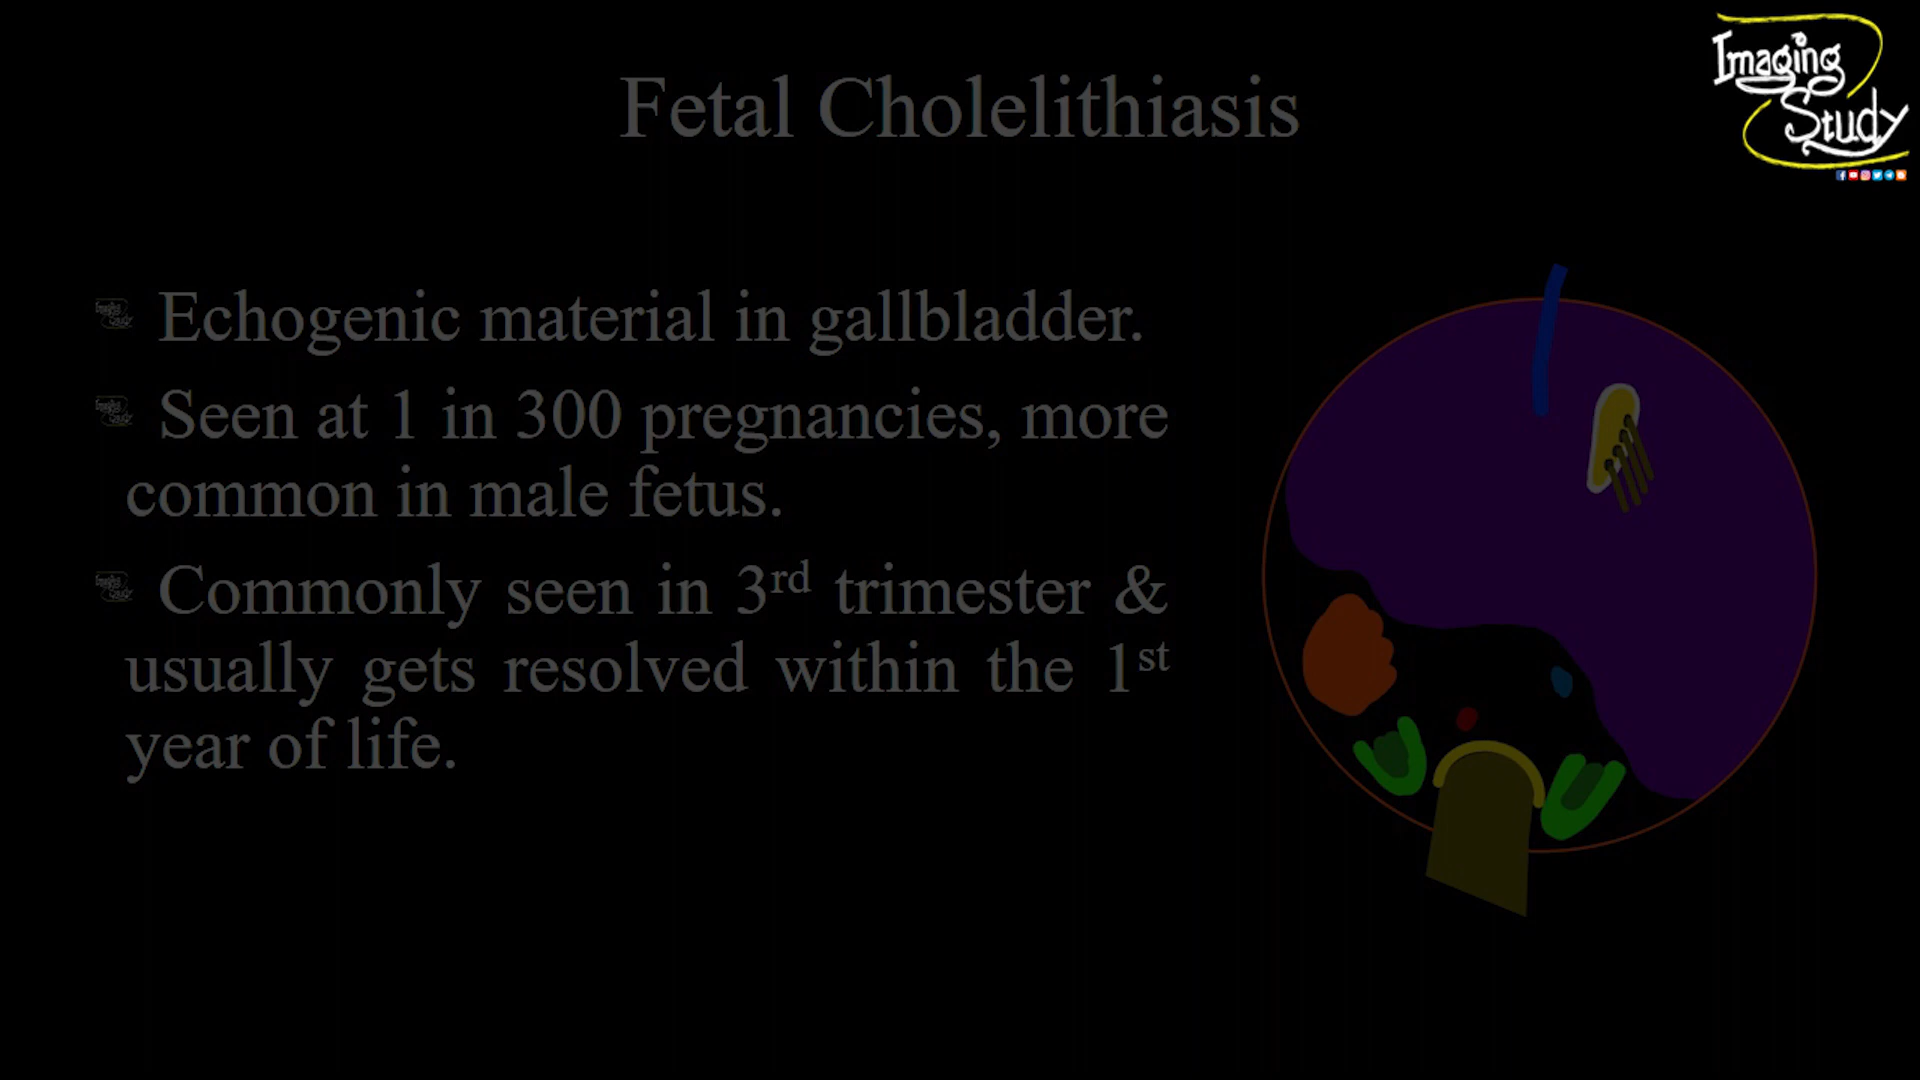 Imaging
Study
Fetal Cholelithiasis
Echogenic material in gallbladder.
Seen at 1 in 300 pregnancies, more
common in male fetus.
Commonly seen in 3rd trimester &
usually gets resolved within the 1st
year of life.